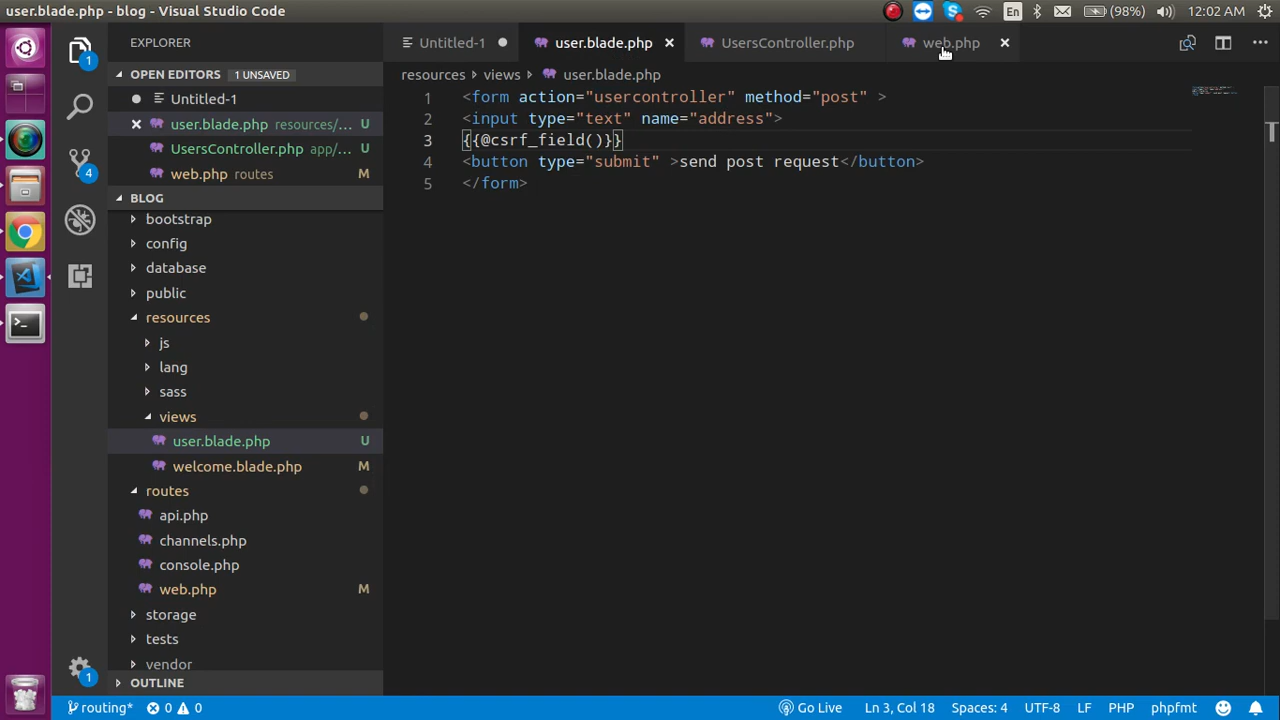 user.blade.php - blog - Visual Studio Code
En
(98%)
12:02 AM
EXPLORER
Untitled-1
user.blade.php
UsersController.php
web.php
OPEN EDITORS
1 UNSAVED
Untitled-1
user.blade.php resources/... U
UsersController.php app/... U
web.php routes M
BLOG
bootstrap
config
database
public
resources
js
lang
sass
views
user.blade.php U
welcome.blade.php M
routes
api.php
channels.php
console.php
web.php M
storage
tests
vendor
OUTLINE
1
4
1
resources › views › user.blade.php
1 <form action="usercontroller" method="post" >
2 <input type="text" name="address">
3 {{@csrf_field()}}
4 <button type="submit" >send post request</button>
5 </form>
routing*
0
0
Go Live
Ln 3, Col 18
Spaces: 4
UTF-8
LF
PHP
phpfmt